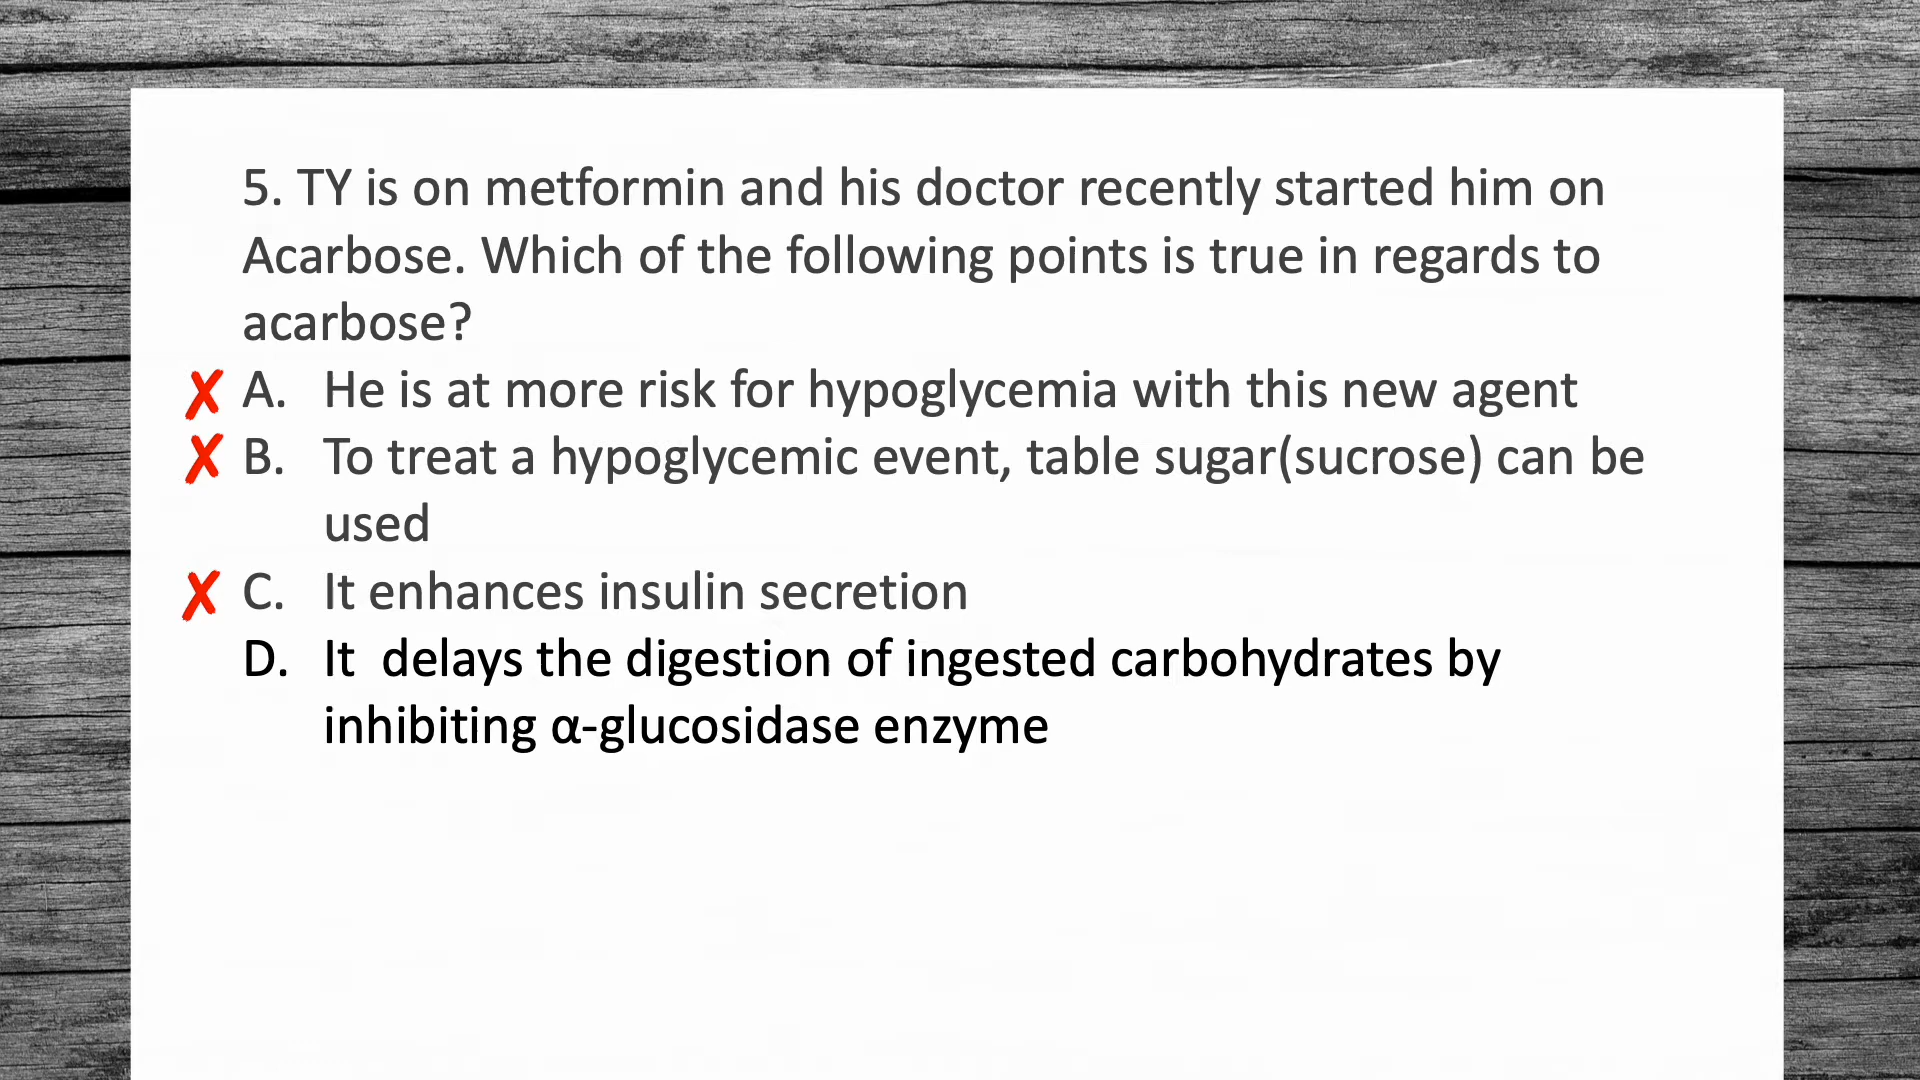 5. TY is on metformin and his doctor recently started him on
Acarbose. Which of the following points is true in regards to
acarbose?
✗ A. He is at more risk for hypoglycemia with this new agent
✗ B. To treat a hypoglycemic event, table sugar(sucrose) can be
used
✗ C. It enhances insulin secretion
D. It  delays the digestion of ingested carbohydrates by
inhibiting α-glucosidase enzyme